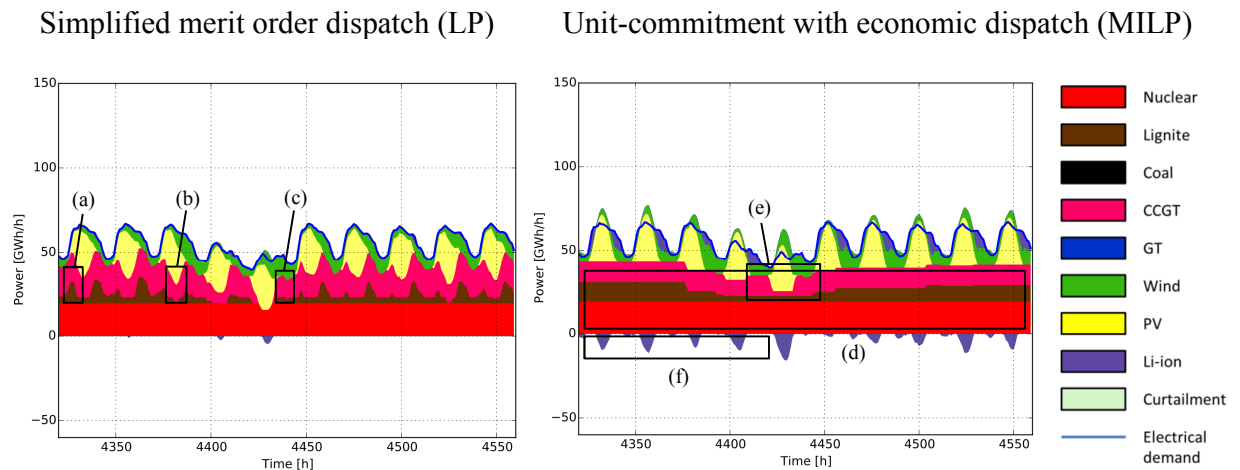 Simplified merit order dispatch (LP)
Unit-commitment with economic dispatch (MILP)
150
100
50
0
−50
Power [GWh/h]
(a)
(b)
(c)
4350
4400
4450
4500
4550
Time [h]
150
100
50
0
−50
Power [GWh/h]
(e)
(d)
(f)
4350
4400
4450
4500
4550
Time [h]
Nuclear
Lignite
Coal
CCGT
GT
Wind
PV
Li-ion
Curtailment
Electrical
demand